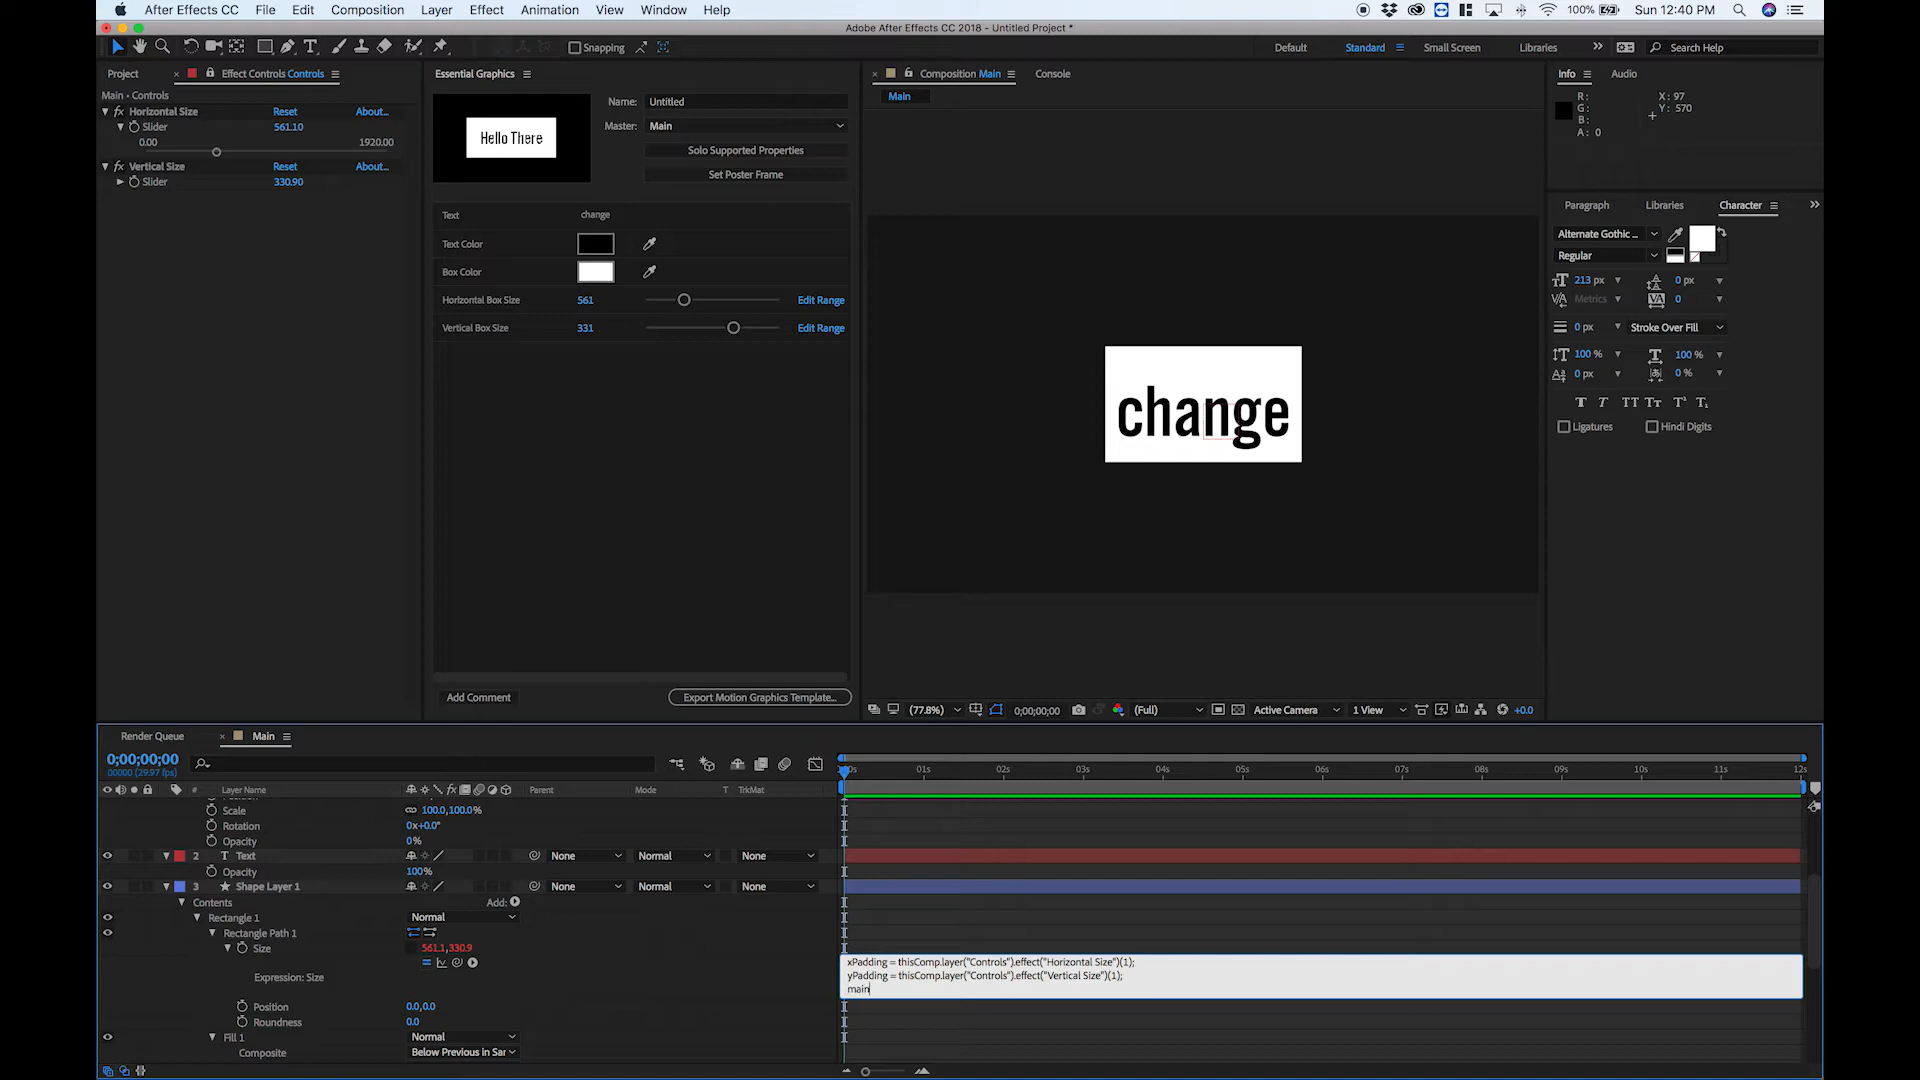 After Effects CC File Edit Composition Layer Effect Animation View Window Help 100% Sun 12:40 PM
Adobe After Effects CC 2018 - Untitled Project *
Snapping Default Standard Small Screen Libraries Search Help
Project Effect Controls Controls
Main • Controls
Horizontal Size Reset About...
Slider 561.10
0.00 1920.00
Vertical Size Reset About...
Slider 330.90
Essential Graphics
Hello There
Name: Untitled
Master: Main
Solo Supported Properties
Set Poster Frame
Text change
Text Color
Box Color
Horizontal Box Size 561 Edit Range
Vertical Box Size 331 Edit Range
Add Comment Export Motion Graphics Template...
Composition Main Console
Main
change
(77.8%) 0;00;00;00 (Full) Active Camera 1 View +0.0
Info Audio
R: X: 97
G: Y: 570
B:
A: 0
Paragraph Libraries Character
Alternate Gothic ...
Regular
213 px 0 px
Metrics 0
0 px Stroke Over Fill
100 % 100 %
0 px 0 %
T T TT Tт T¹ T₁
Ligatures Hindi Digits
Render Queue Main
0;00;00;00
00000 (29.97 fps)
# Layer Name Parent Mode T TrkMat
Scale 100.0,100.0%
Rotation 0x+0.0°
Opacity 0%
2 T Text None Normal None
Opacity 100%
3 Shape Layer 1 None Normal None
Contents Add:
Rectangle 1 Normal
Rectangle Path 1
Size 561.1,330.9
Expression: Size
Position 0.0,0.0
Roundness 0.0
Fill 1 Normal
Composite Below Previous in Sar
01s 02s 03s 04s 05s 06s 07s 08s 09s 10s 11s 12s
xPadding = thisComp.layer("Controls").effect("Horizontal Size")(1);
yPadding = thisComp.layer("Controls").effect("Vertical Size")(1);
main